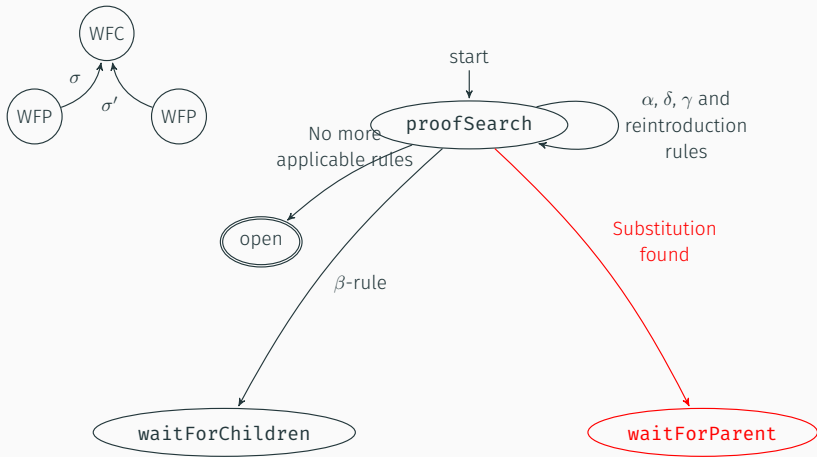 WFC
σ
σ′
WFP
WFP
start
proofSearch
α, δ, γ and
reintroduction
rules
No more
applicable rules
open
Substitution
found
β-rule
waitForChildren
waitForParent